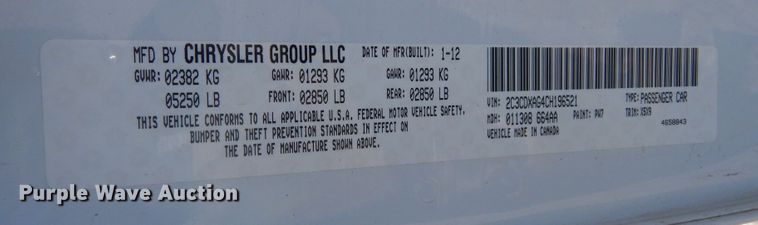 MFD BY CHRYSLER GROUP LLC DATE OF MFR(BUILT): 1-12
GVWR: 02382 KG GAWR: 01293 KG GAWR: 01293 KG
05250 LB FRONT: 02850 LB REAR: 02850 LB
THIS VEHICLE CONFORMS TO ALL APPLICABLE U.S.A. FEDERAL MOTOR VEHICLE SAFETY,
BUMPER AND THEFT PREVENTION STANDARDS IN EFFECT ON
THE DATE OF MANUFACTURE SHOWN ABOVE.
VIN: 2C3CDXAG4CH196521 TYPE: PASSENGER CAR
MDH: 011308 664AA PAINT: PW7 TRIM: X5X9
VEHICLE MADE IN CANADA 4658843
Purple Wave Auction